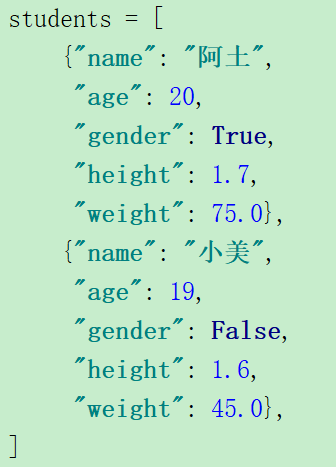 students = [
    {"name": "阿土",
     "age": 20,
     "gender": True,
     "height": 1.7,
     "weight": 75.0},
    {"name": "小美",
     "age": 19,
     "gender": False,
     "height": 1.6,
     "weight": 45.0},
]